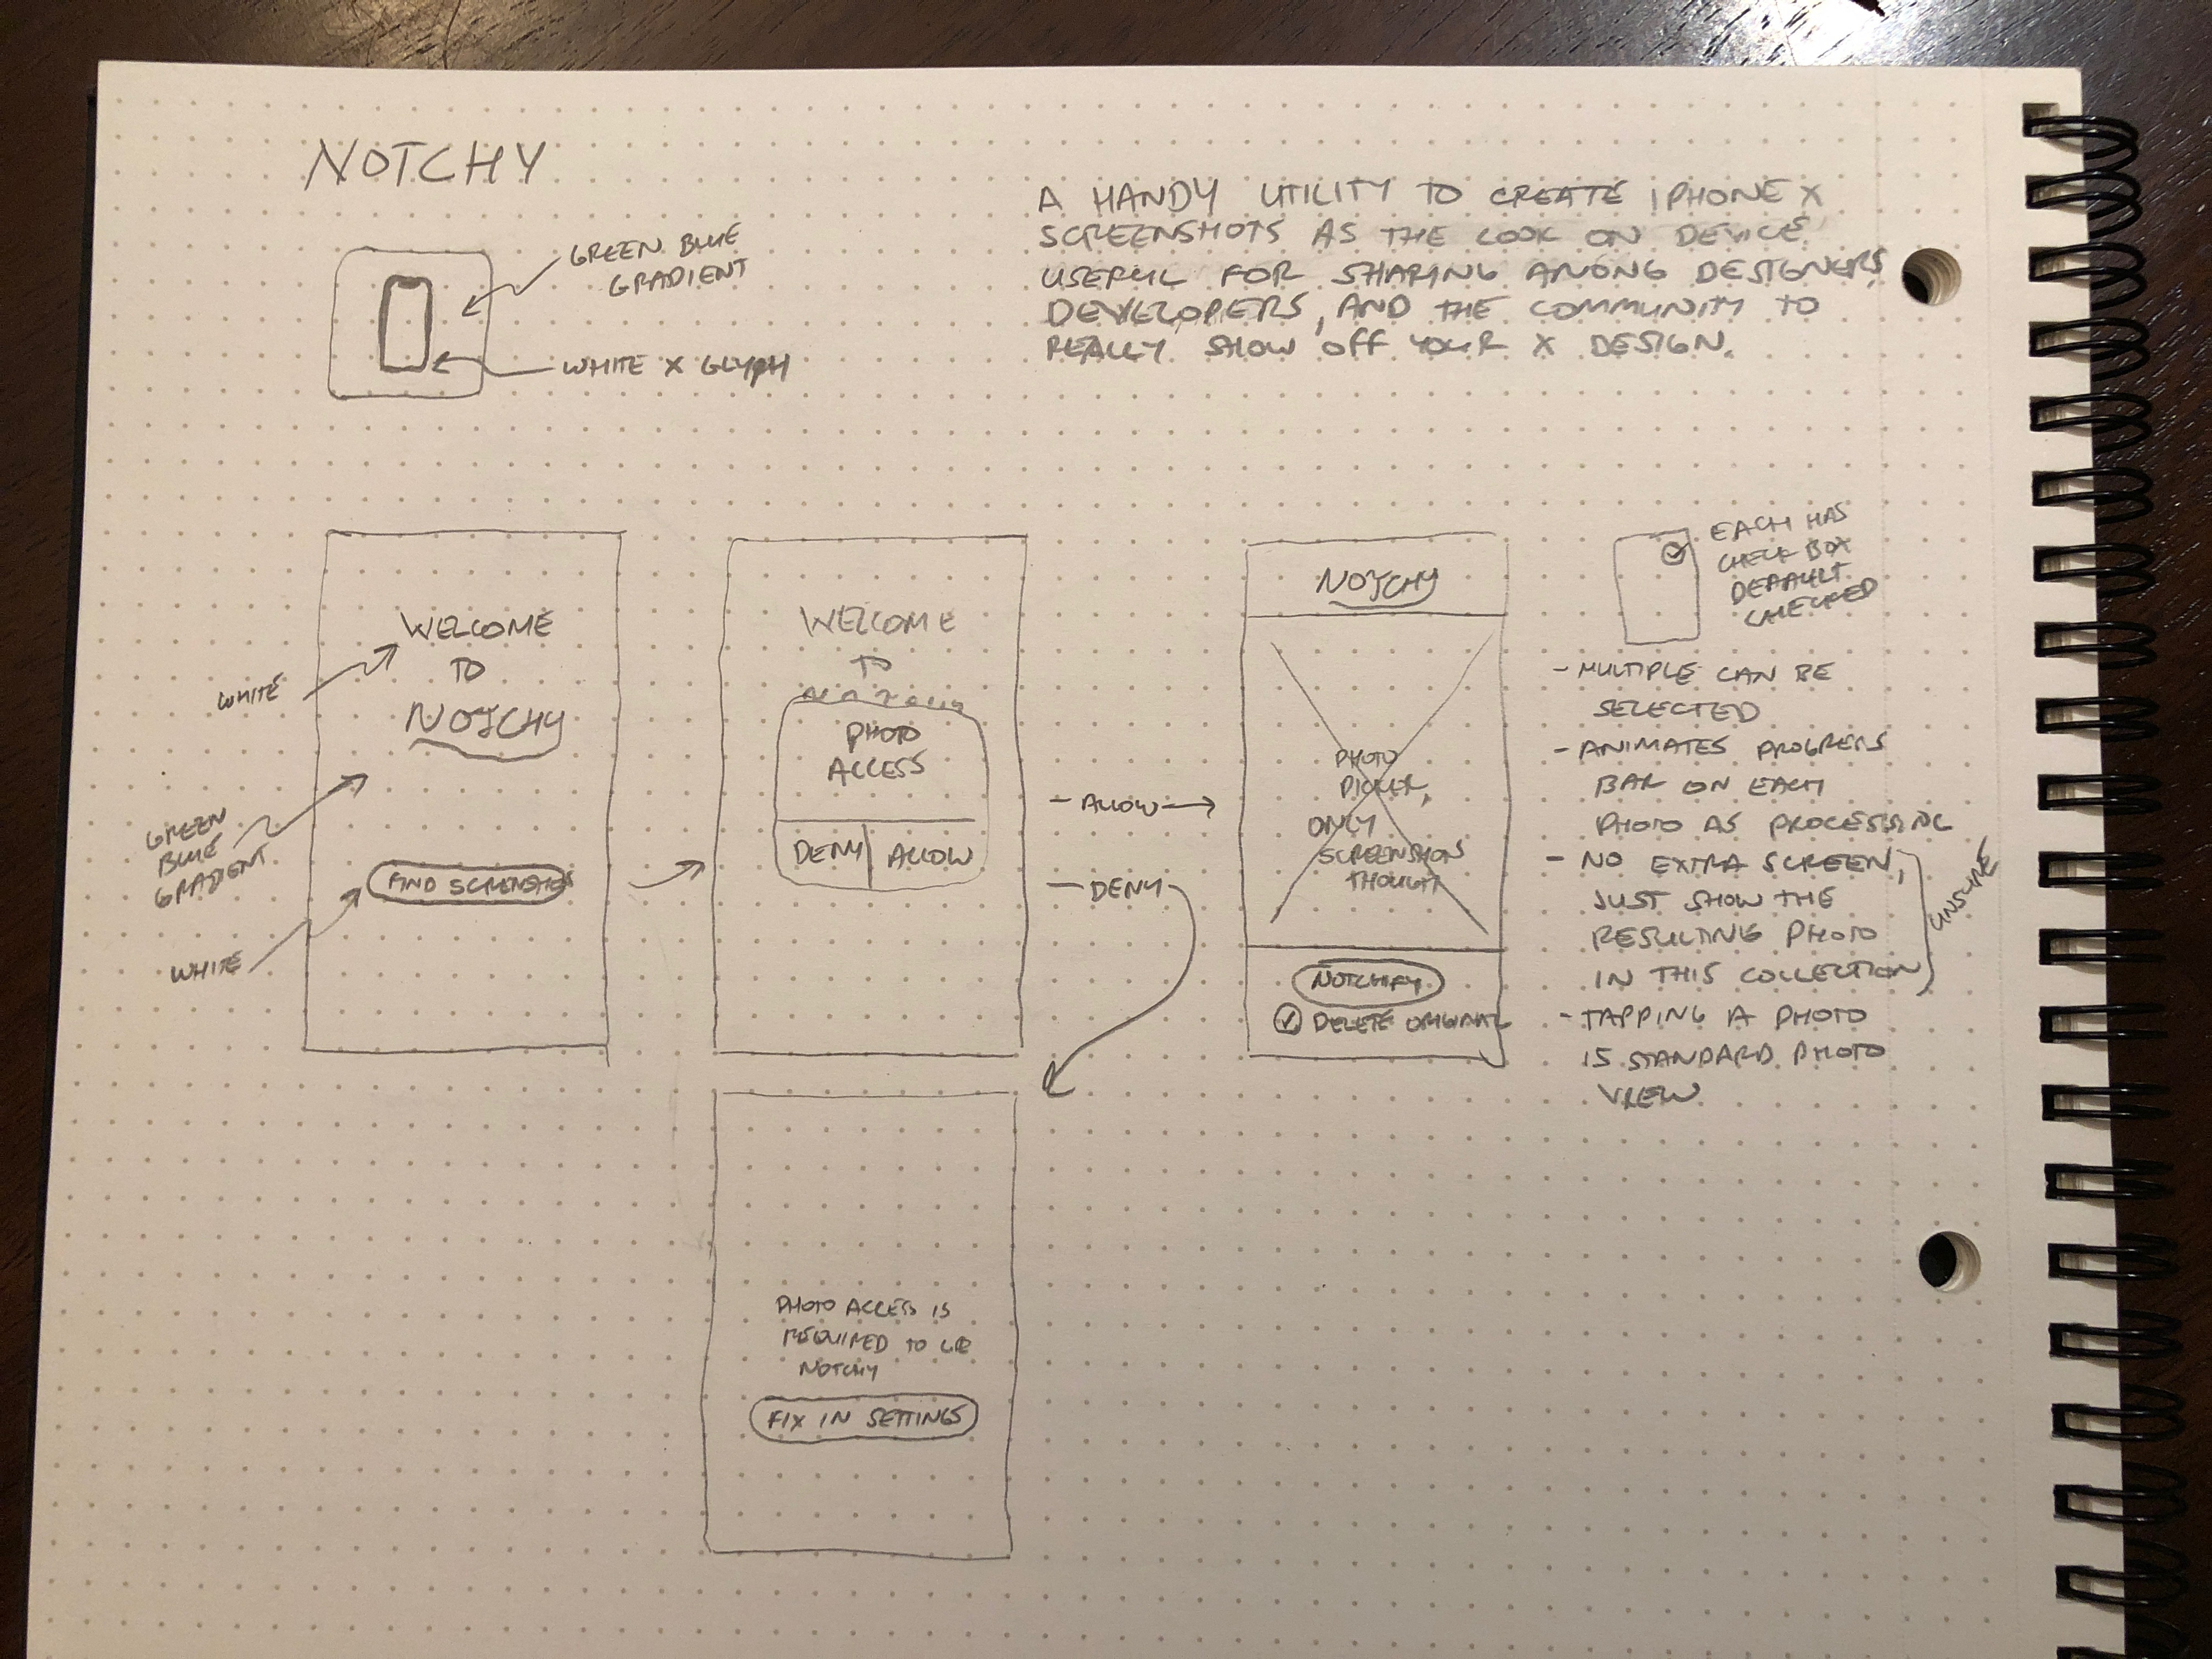 NOTCHY
GREEN BLUE
GRADIENT
WHITE X GLYPH
A HANDY UTILITY TO CREATE IPHONE X
SCREENSHOTS AS THE LOOK ON DEVICE
USEFUL FOR SHARING AMONG DESIGNERS,
DEVELOPERS, AND THE COMMUNITY TO
REALLY SHOW OFF YOUR X DESIGN.
WHITE
GREEN
BLUE
GRADIENT
WHITE
WELCOME
TO
NOTCHY
FIND SCREENSHOTS
WELCOME
TO
PHOTO
ACCESS
DENY
ALLOW
ALLOW
DENY
NOTCHY
PHOTO
PICKER,
ONLY
SCREENSHOTS
THOUGH
NOTCHIFY
DELETE ORIGINAL
EACH HAS
CHECK BOX
DEFAULT
CHECKED
- MULTIPLE CAN BE
SELECTED
- ANIMATES PROGRESS
BAR ON EACH
PHOTO AS PROCESSING
- NO EXTRA SCREEN,
JUST SHOW THE
RESULTING PHOTO
IN THIS COLLECTION
UNSURE
- TAPPING A PHOTO
IS STANDARD PHOTO
VIEW
PHOTO ACCESS IS
REQUIRED TO USE
NOTCHY
FIX IN SETTINGS